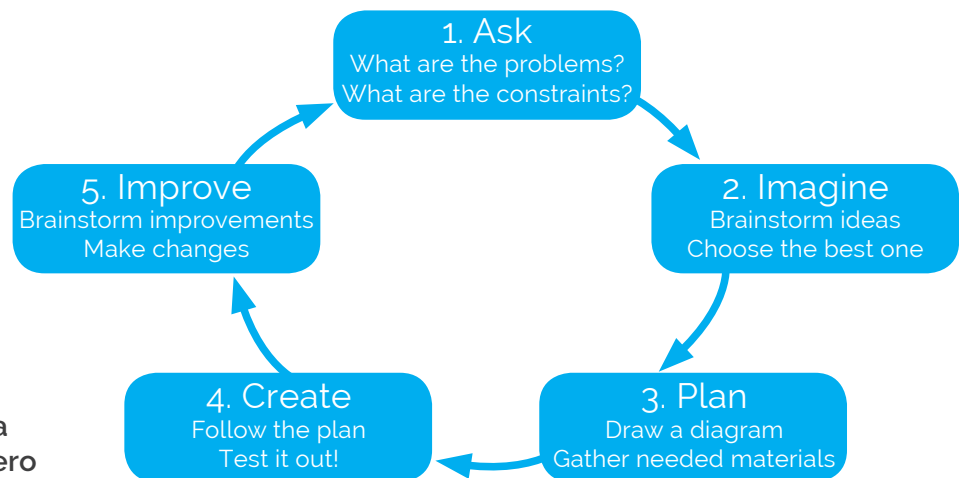 1. Ask
What are the problems?
What are the constraints?
2. Imagine
Brainstorm ideas
Choose the best one
3. Plan
Draw a diagram
Gather needed materials
4. Create
Follow the plan
Test it out!
5. Improve
Brainstorm improvements
Make changes
a
ero